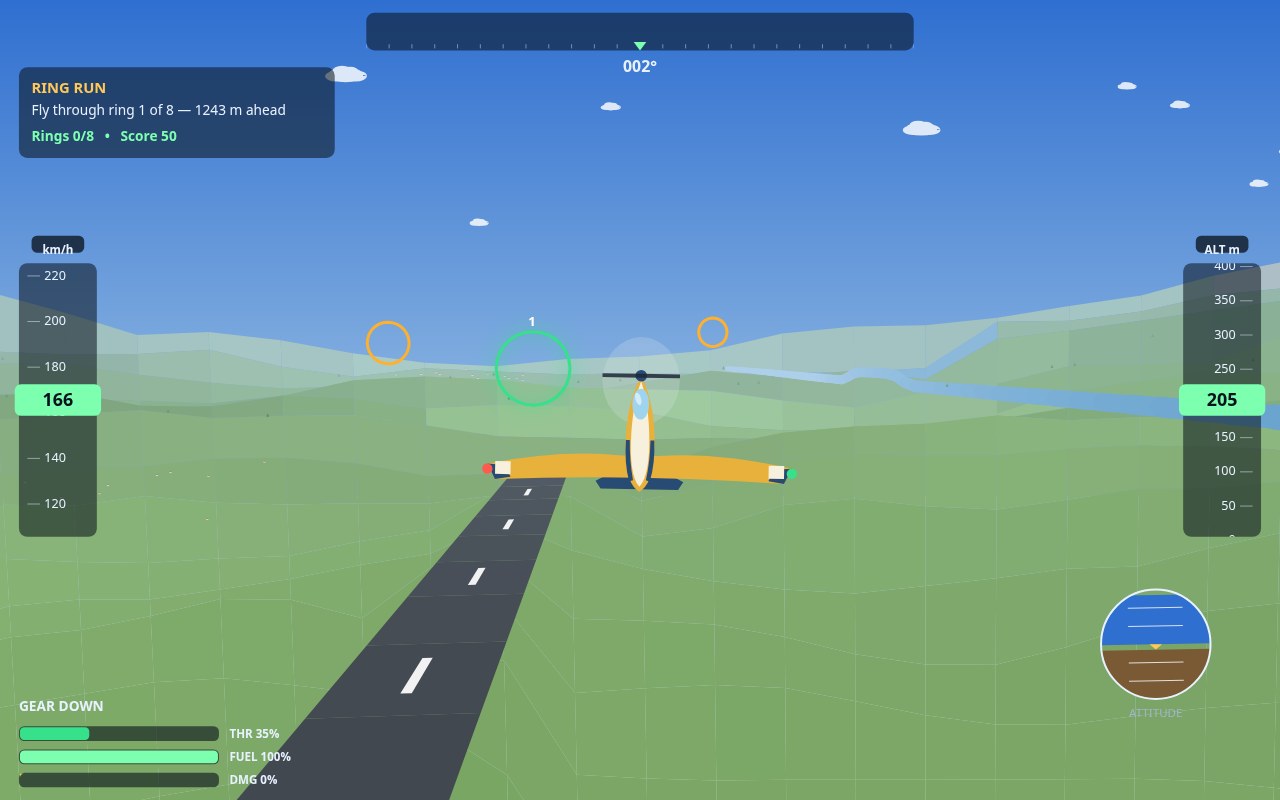 002°
RING RUN
Fly through ring 1 of 8 — 1243 m ahead
Rings 0/8 • Score 50
km/h
220
200
180
166
140
120
1
ALT m
400
350
300
250
205
150
100
50
ATTITUDE
GEAR DOWN
THR 35%
FUEL 100%
DMG 0%